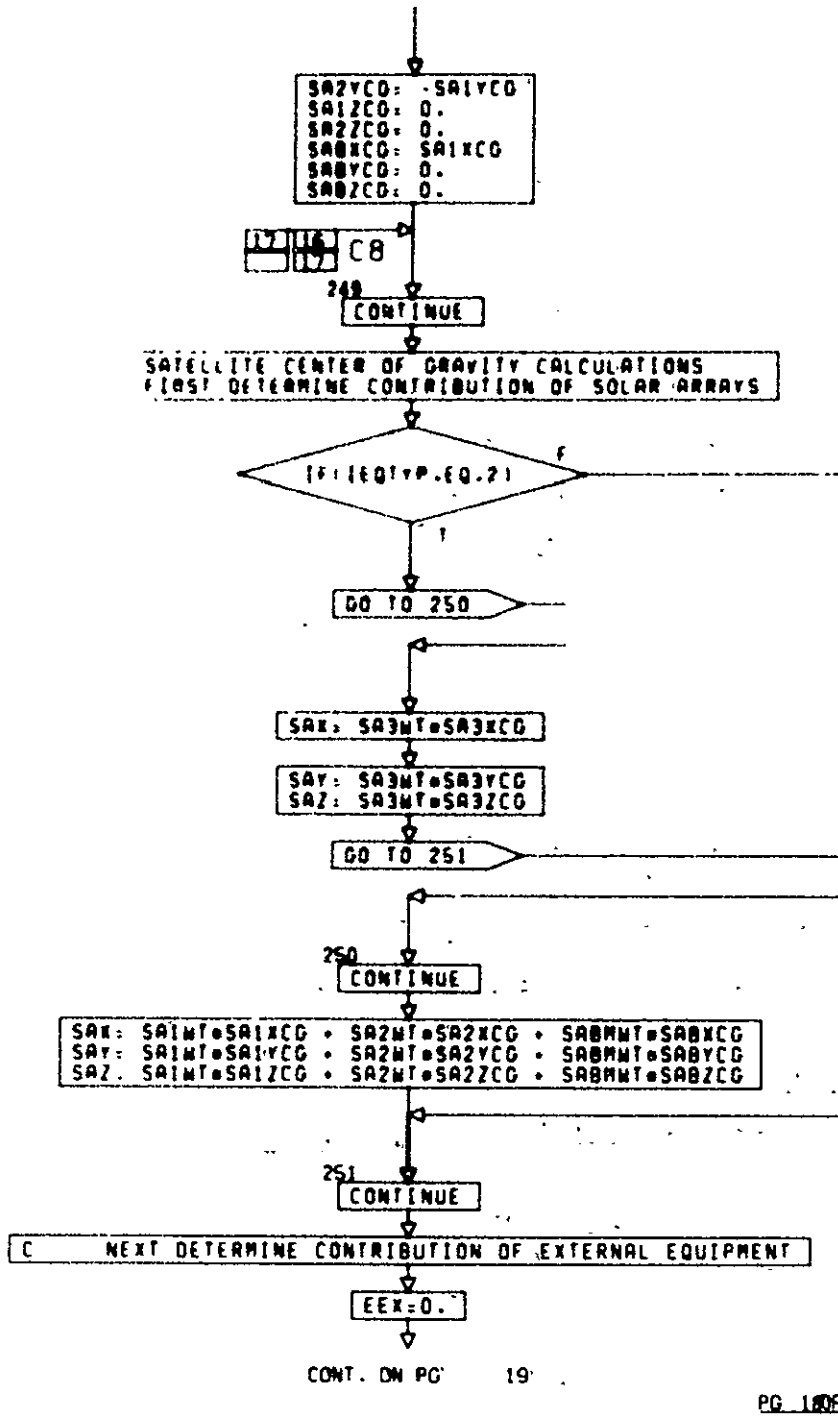 SA2YCG= -SA1YCG
SA1ZCG= 0.
SA2ZCG= 0.
SABXCG= SA1XCG
SABYCG= 0.
SABZCG= 0.
17 16 C8
17
249
CONTINUE
SATELLITE CENTER OF GRAVITY CALCULATIONS
FIRST DETERMINE CONTRIBUTION OF SOLAR ARRAYS
IF(IEQTYP.EQ.2)
F
T
GO TO 250
SAX= SA3WT*SA3XCG
SAY= SA3WT*SA3YCG
SAZ= SA3WT*SA3ZCG
GO TO 251
250
CONTINUE
SAX= SA1WT*SA1XCG + SA2WT*SA2XCG + SABMWT*SABXCG
SAY= SA1WT*SA1YCG + SA2WT*SA2YCG + SABMWT*SABYCG
SAZ= SA1WT*SA1ZCG + SA2WT*SA2ZCG + SABMWT*SABZCG
251
CONTINUE
C NEXT DETERMINE CONTRIBUTION OF EXTERNAL EQUIPMENT
EEX=0.
CONT. ON PG 19
PG